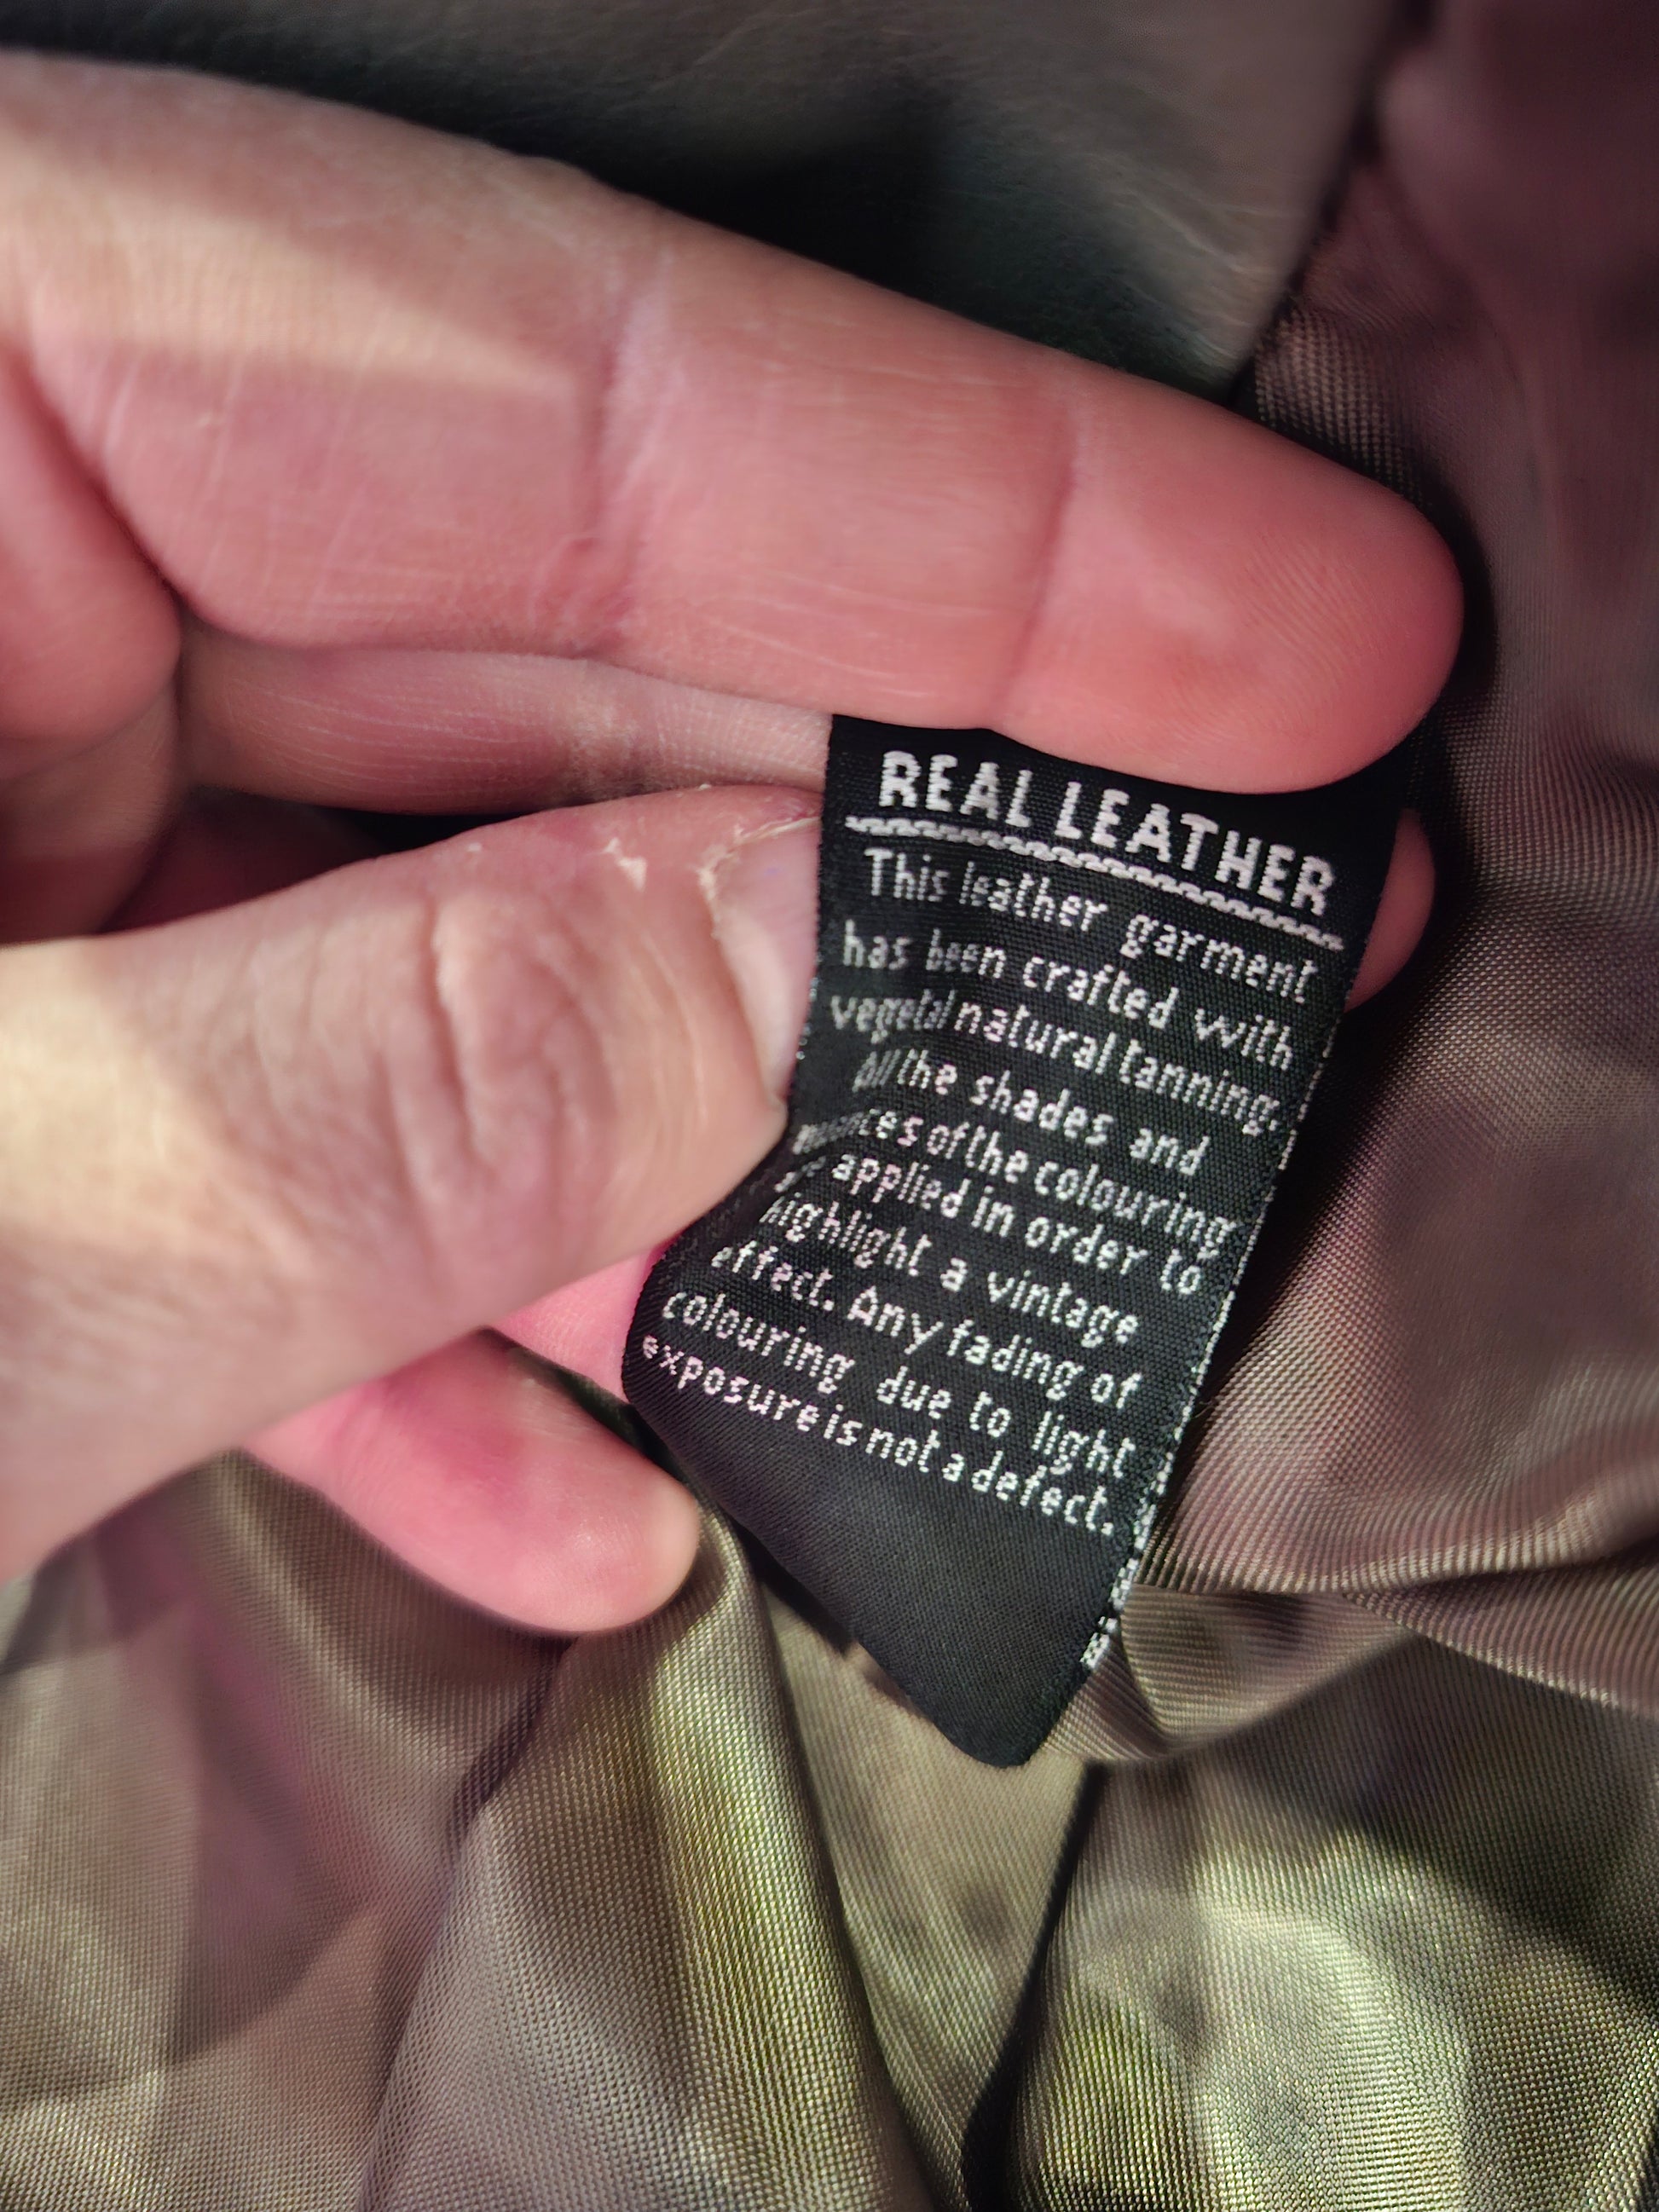 REAL LEATHER
This leather garment
has been crafted with
vegetal natural tanning.
All the shades and
nuances of the colouring
applied in order to
highlight a vintage
effect. Any fading of
colouring due to light
exposure is not a defect.